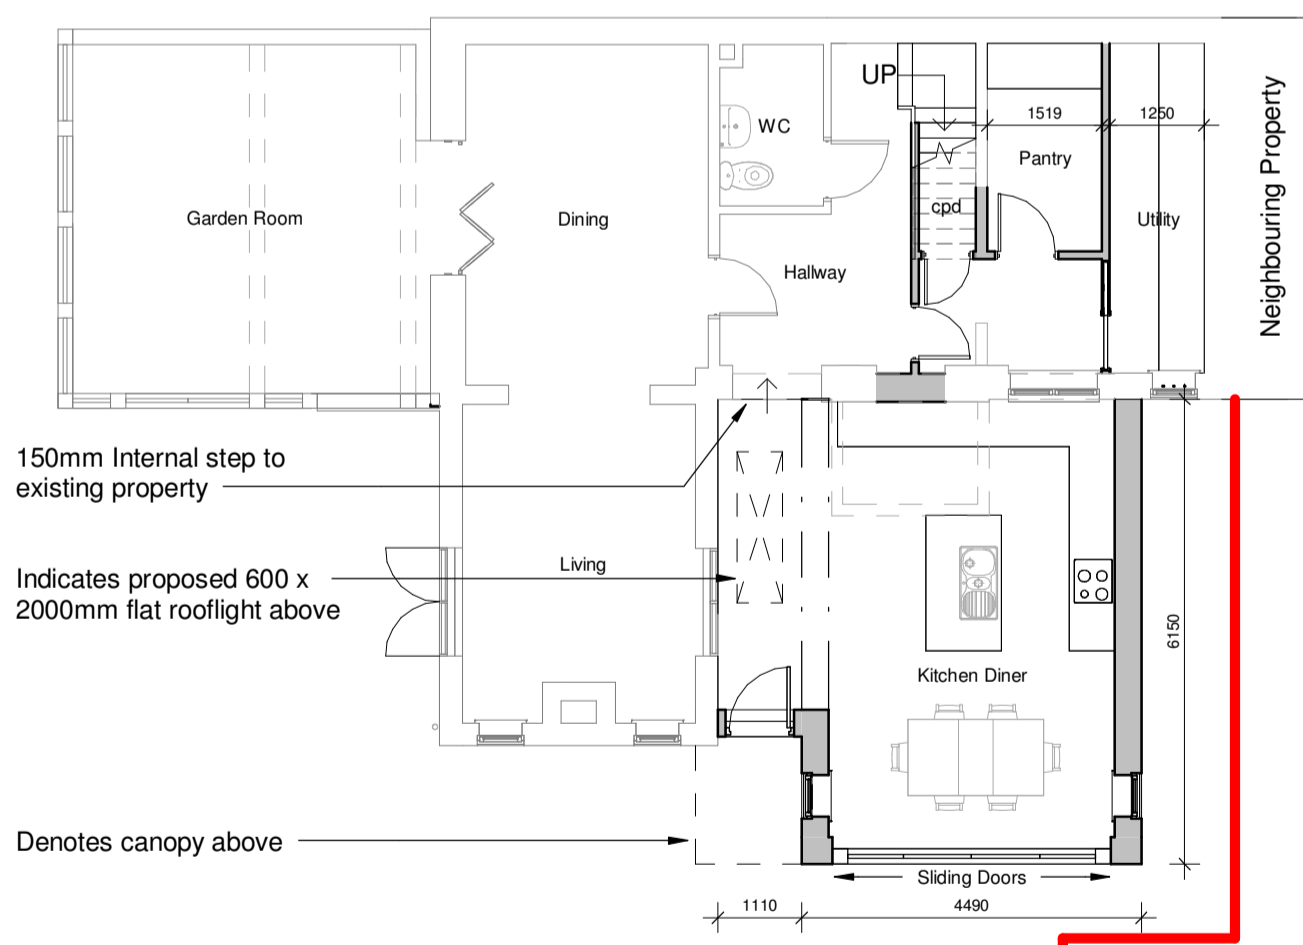 UP
WC
1519
1250
Pantry
Neighbouring Property
Garden Room
Dining
cpd
Utility
Hallway
150mm Internal step to
existing property
Living
Indicates proposed 600 x
2000mm flat rooflight above
6150
Kitchen Diner
Denotes canopy above
Sliding Doors
1110
4490